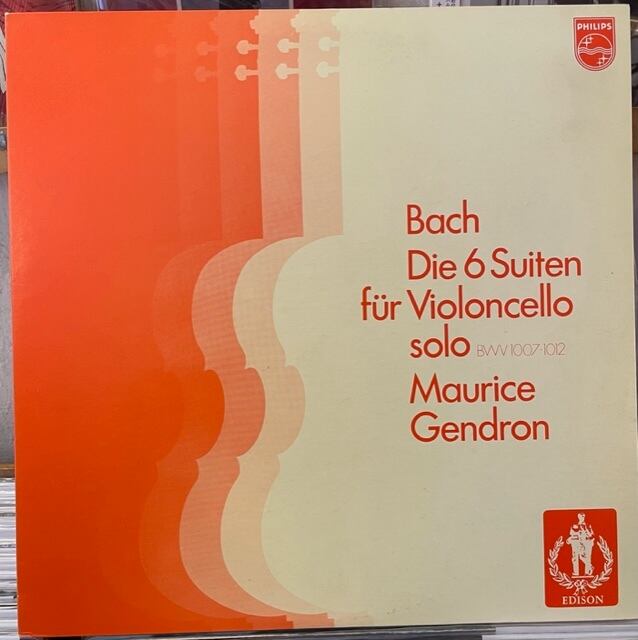 PHILIPS
Bach
Die 6 Suiten
für Violoncello
solo BWV 1007-1012
Maurice
Gendron
EDISON